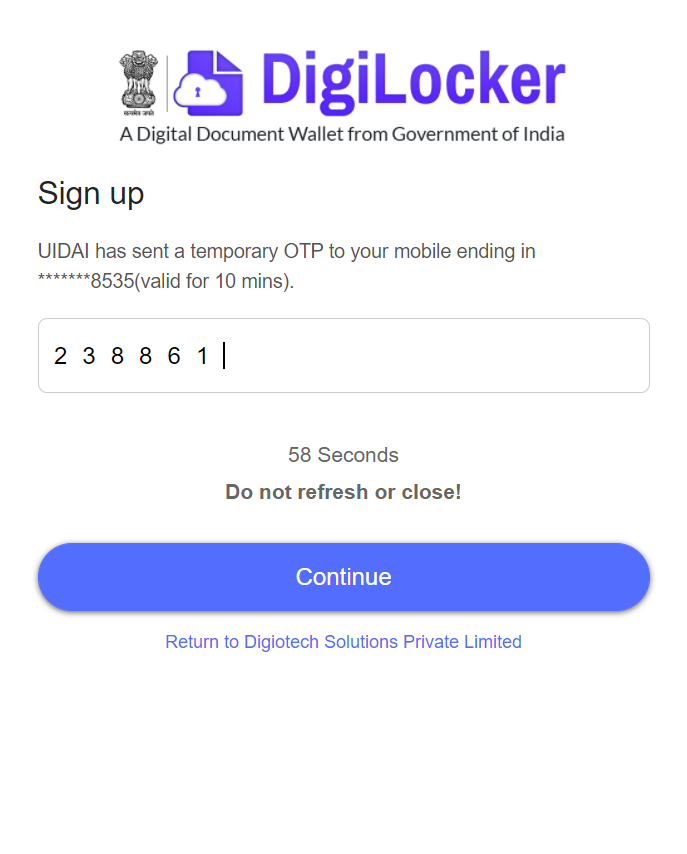 सत्यमेव जयते
DigiLocker
A Digital Document Wallet from Government of India
Sign up
UIDAI has sent a temporary OTP to your mobile ending in
*******8535(valid for 10 mins).
2 3 8 8 6 1
58 Seconds
Do not refresh or close!
Continue
Return to Digiotech Solutions Private Limited